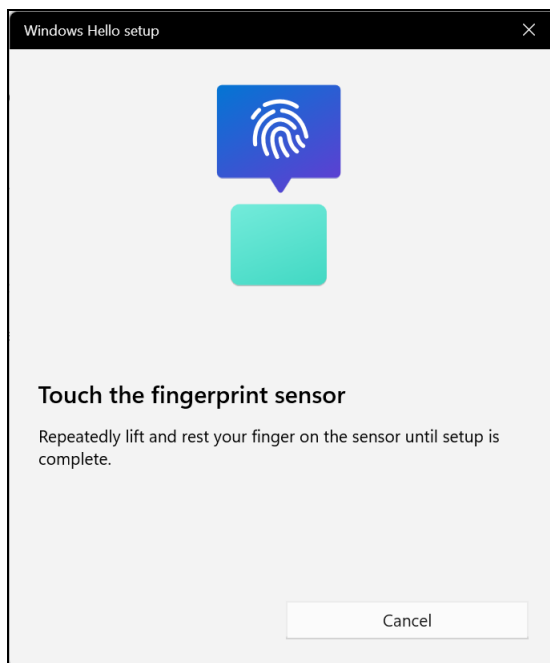 Windows Hello setup
Touch the fingerprint sensor
Repeatedly lift and rest your finger on the sensor until setup is
complete.
Cancel